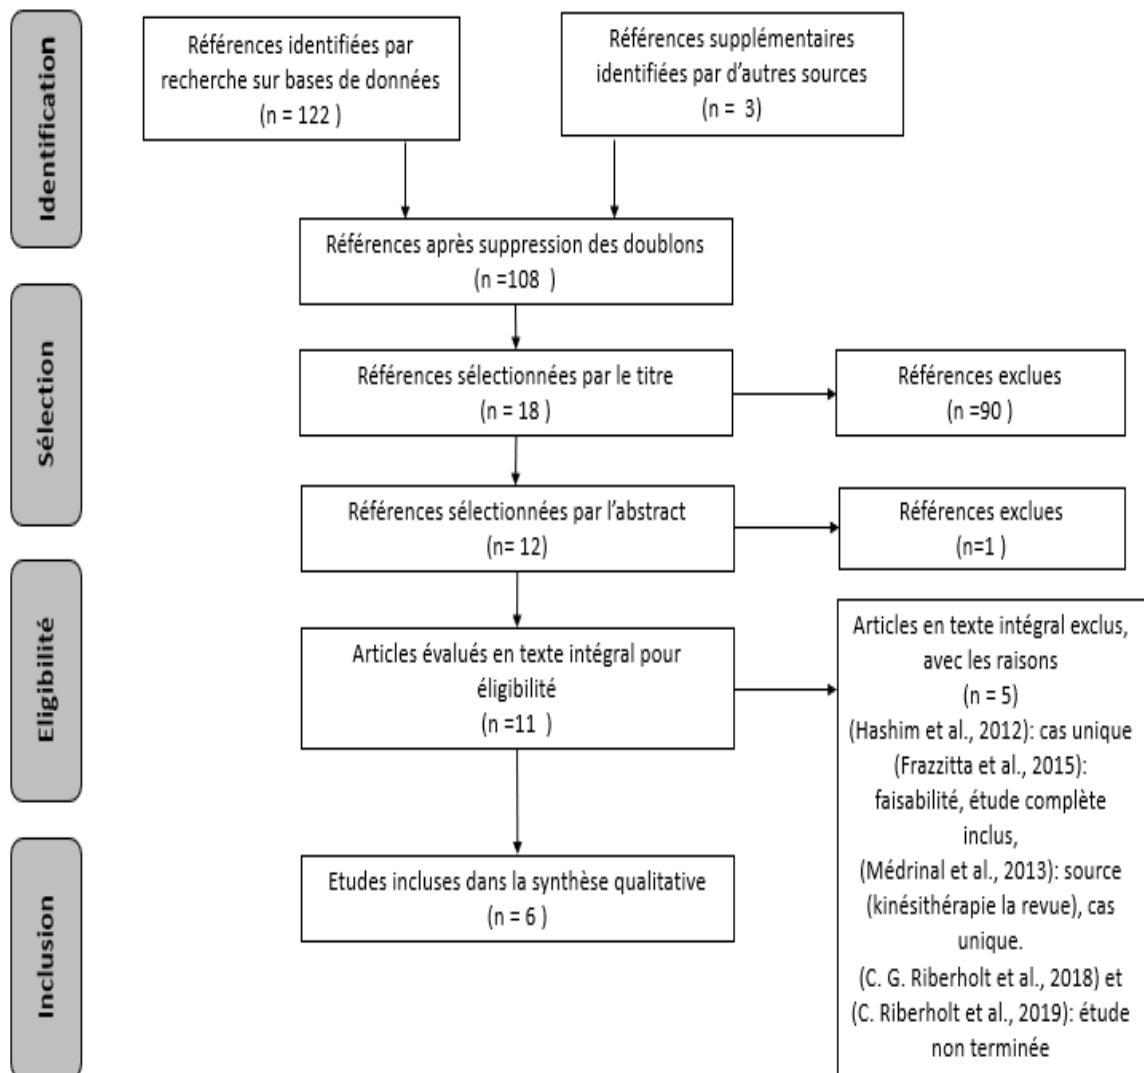 Identification
Références identifiées par
recherche sur bases de données
(n = 122 )
Références supplémentaires
identifiées par d'autres sources
(n = 3)
Références après suppression des doublons
(n =108 )
Sélection
Références sélectionnées par le titre
(n = 18 )
Références exclues
(n =90 )
Références sélectionnées par l'abstract
(n= 12)
Références exclues
(n=1 )
Eligibilité
Articles évalués en texte intégral pour
éligibilité
(n =11 )
Articles en texte intégral exclus,
avec les raisons
(n = 5)
(Hashim et al., 2012): cas unique
(Frazzitta et al., 2015):
faisabilité, étude complète
inclus,
(Médrinal et al., 2013): source
(kinésithérapie la revue), cas
unique.
(C. G. Riberholt et al., 2018) et
(C. Riberholt et al., 2019): étude
non terminée
Inclusion
Etudes incluses dans la synthèse qualitative
(n = 6 )